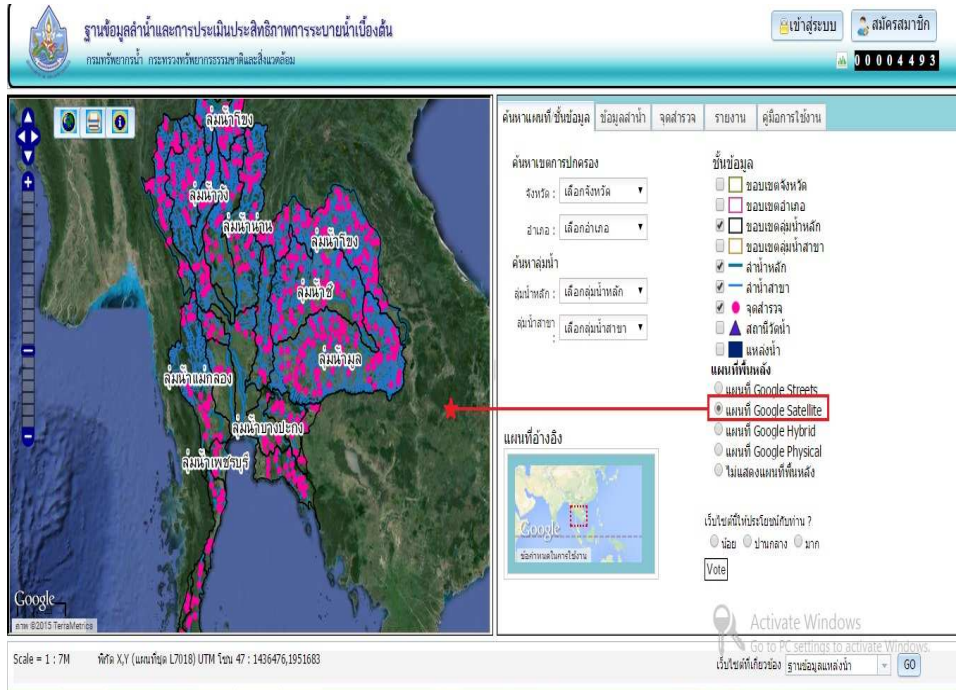 ฐานข้อมูลลำน้ำและการประเมินประสิทธิภาพการระบายน้ำเบื้องต้น
กรมทรัพยากรน้ำ กระทรวงทรัพยากรธรรมชาติและสิ่งแวดล้อม
เข้าสู่ระบบ
สมัครสมาชิก
00004493
ลุ่มน้ำโขง
ลุ่มน้ำวัง
ลุ่มน้ำน่าน
ลุ่มน้ำโขง
ลุ่มน้ำชี
ลุ่มน้ำมูล
ลุ่มน้ำแม่กลอง
ลุ่มน้ำบางปะกง
ลุ่มน้ำเพชรบุรี
Google
ภาพ ©2015 TerraMetrics
ค้นหาแผนที่ ชั้นข้อมูล
ข้อมูลลำน้ำ
จุดสำรวจ
รายงาน
คู่มือการใช้งาน
ค้นหาเขตการปกครอง
จังหวัด : เลือกจังหวัด
อำเภอ : เลือกอำเภอ
ค้นหาลุ่มน้ำ
ลุ่มน้ำหลัก : เลือกลุ่มน้ำหลัก
ลุ่มน้ำสาขา : เลือกลุ่มน้ำสาขา
แผนที่อ้างอิง
Google
ข้อกำหนดในการใช้งาน
ชั้นข้อมูล
ขอบเขตจังหวัด
ขอบเขตอำเภอ
ขอบเขตลุ่มน้ำหลัก
ขอบเขตลุ่มน้ำสาขา
ลำน้ำหลัก
ลำน้ำสาขา
จุดสำรวจ
สถานีวัดน้ำ
แหล่งน้ำ
แผนที่พื้นหลัง
แผนที่ Google Streets
แผนที่ Google Satellite
แผนที่ Google Hybrid
แผนที่ Google Physical
ไม่แสดงแผนที่พื้นหลัง
เว็บไซต์นี้ให้ประโยชน์กับท่าน ?
น้อย ปานกลาง มาก
Vote
Activate Windows
Go to PC settings to activate Windows.
Scale = 1 : 7M
พิกัด X,Y (แผนที่ชุด L7018) UTM โซน 47 : 1436476,1951683
เว็บไซต์ที่เกี่ยวข้อง ฐานข้อมูลแหล่งน้ำ GO